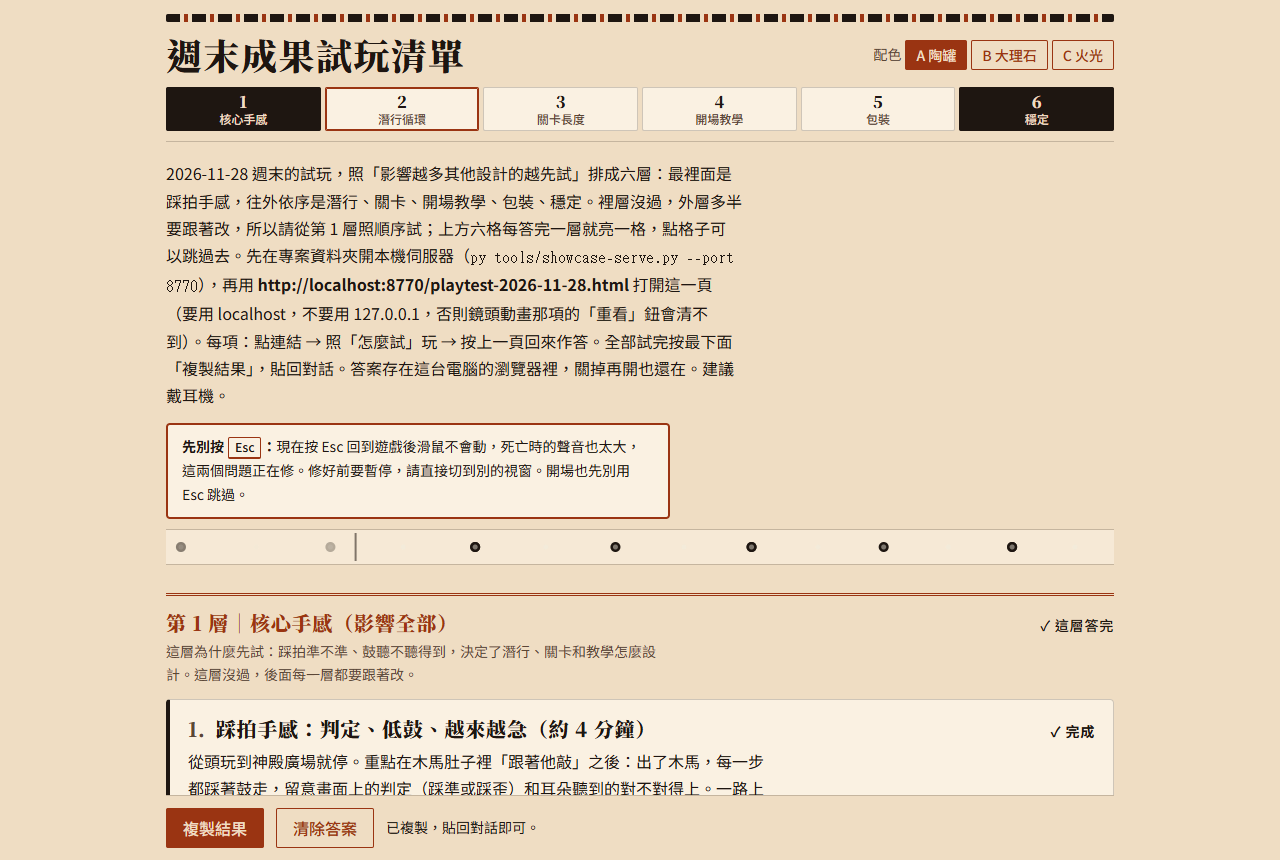 週末成果試玩清單
配色 A 陶罐 B 大理石 C 火光
1 2 3 4 5 6
核心手感 潛行循環 關卡長度 開場教學 包裝 穩定
2026-11-28 週末的試玩，照「影響越多其他設計的越先試」排成六層：最裡面是
踩拍手感，往外依序是潛行、關卡、開場教學、包裝、穩定。裡層沒過，外層多半
要跟著改，所以請從第 1 層照順序試；上方六格每答完一層就亮一格，點格子可
以跳過去。先在專案資料夾開本機伺服器（py tools/showcase-serve.py --port
8770），再用 http://localhost:8770/playtest-2026-11-28.html 打開這一頁
（要用 localhost，不要用 127.0.0.1，否則鏡頭動畫那項的「重看」鈕會清不
到）。每項：點連結 → 照「怎麼試」玩 → 按上一頁回來作答。全部試完按最下面
「複製結果」，貼回對話。答案存在這台電腦的瀏覽器裡，關掉再開也還在。建議
戴耳機。
先別按 Esc ：現在按 Esc 回到遊戲後滑鼠不會動，死亡時的聲音也太大，
這兩個問題正在修。修好前要暫停，請直接切到別的視窗。開場也先別用
Esc 跳過。
第 1 層｜核心手感（影響全部）
✓ 這層答完
這層為什麼先試：踩拍準不準、鼓聽不聽得到，決定了潛行、關卡和教學怎麼設
計。這層沒過，後面每一層都要跟著改。
1. 踩拍手感：判定、低鼓、越來越急（約 4 分鐘）
✓ 完成
從頭玩到神殿廣場就停。重點在木馬肚子裡「跟著他敲」之後：出了木馬，每一步
都踩著鼓走，留意畫面上的判定（踩準或踩歪）和耳朵聽到的對不對得上。一路上
複製結果 清除答案 已複製，貼回對話即可。